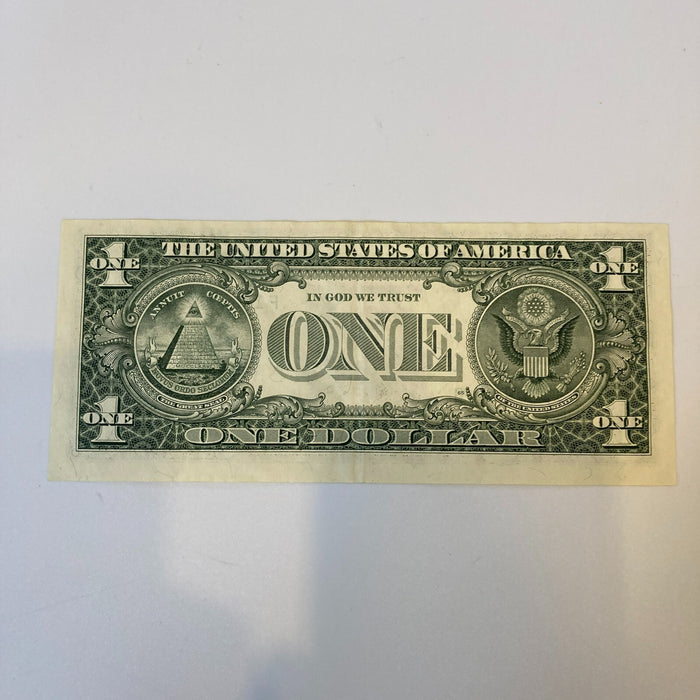 THE UNITED STATES OF AMERICA
1 ONE
1 ONE
IN GOD WE TRUST
ANNUIT CŒPTIS
ONE
NOVUS ORDO SECLORUM
THE GREAT SEAL
OF THE UNITED STATES
1 ONE
ONE DOLLAR
1 ONE